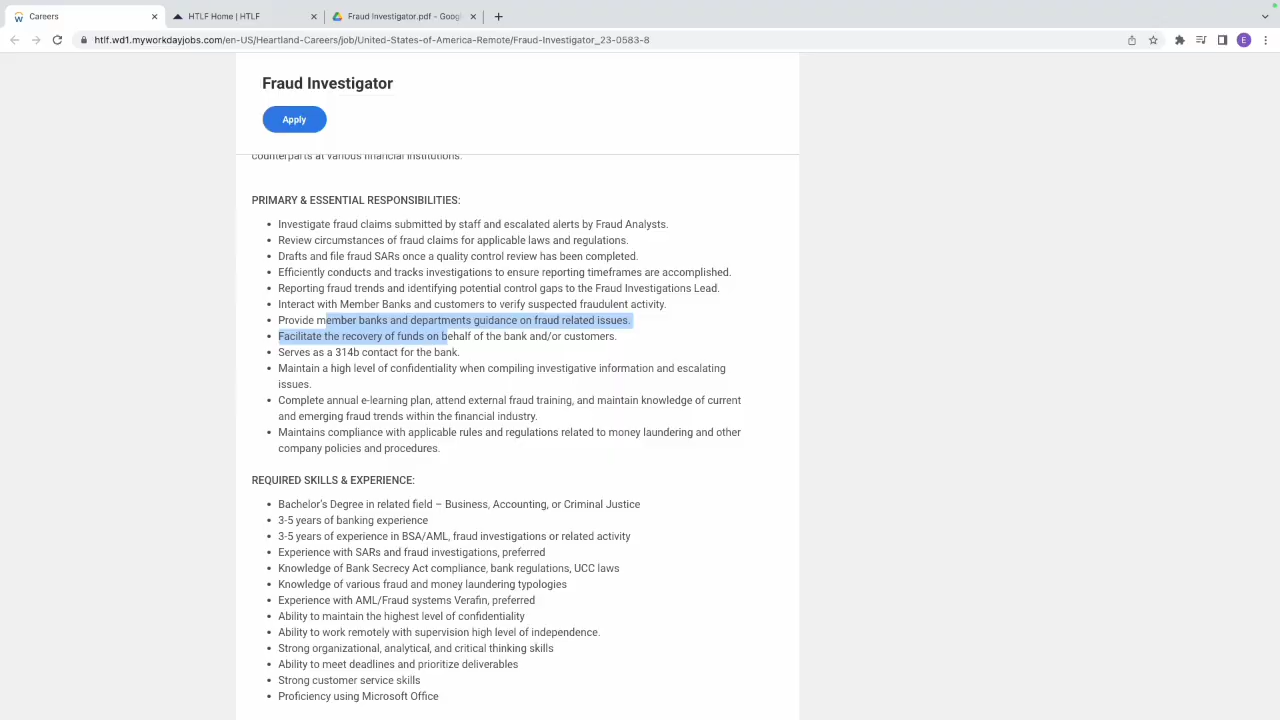 Careers
HTLF Home | HTLF
Fraud Investigator.pdf - Googl
htlf.wd1.myworkdayjobs.com/en-US/Heartland-Careers/job/United-States-of-America-Remote/Fraud-Investigator_23-0583-8
E
Fraud Investigator
Apply
counterparts at various financial institutions.
PRIMARY & ESSENTIAL RESPONSIBILITIES:
• Investigate fraud claims submitted by staff and escalated alerts by Fraud Analysts.
• Review circumstances of fraud claims for applicable laws and regulations.
• Drafts and file fraud SARs once a quality control review has been completed.
• Efficiently conducts and tracks investigations to ensure reporting timeframes are accomplished.
• Reporting fraud trends and identifying potential control gaps to the Fraud Investigations Lead.
• Interact with Member Banks and customers to verify suspected fraudulent activity.
• Provide member banks and departments guidance on fraud related issues.
• Facilitate the recovery of funds on behalf of the bank and/or customers.
• Serves as a 314b contact for the bank.
• Maintain a high level of confidentiality when compiling investigative information and escalating
issues.
• Complete annual e-learning plan, attend external fraud training, and maintain knowledge of current
and emerging fraud trends within the financial industry.
• Maintains compliance with applicable rules and regulations related to money laundering and other
company policies and procedures.
REQUIRED SKILLS & EXPERIENCE:
• Bachelor's Degree in related field – Business, Accounting, or Criminal Justice
• 3-5 years of banking experience
• 3-5 years of experience in BSA/AML, fraud investigations or related activity
• Experience with SARs and fraud investigations, preferred
• Knowledge of Bank Secrecy Act compliance, bank regulations, UCC laws
• Knowledge of various fraud and money laundering typologies
• Experience with AML/Fraud systems Verafin, preferred
• Ability to maintain the highest level of confidentiality
• Ability to work remotely with supervision high level of independence.
• Strong organizational, analytical, and critical thinking skills
• Ability to meet deadlines and prioritize deliverables
• Strong customer service skills
• Proficiency using Microsoft Office